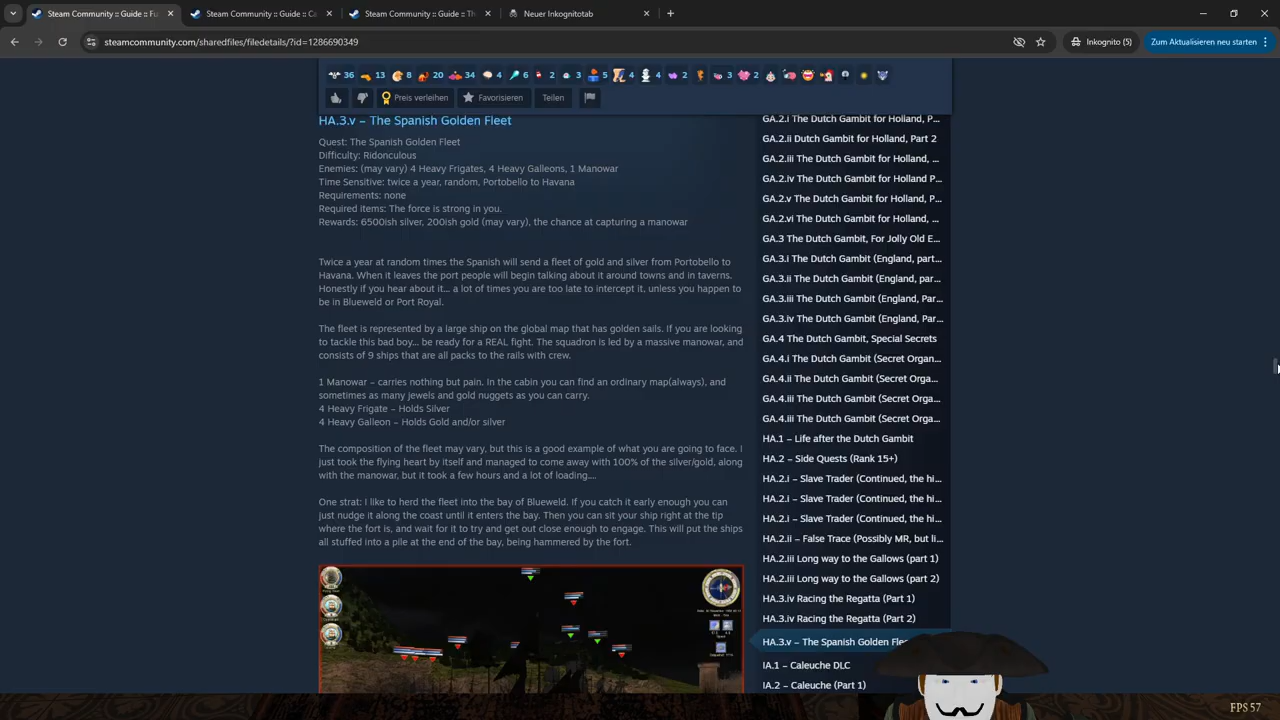 Steam Community :: Guide :: Fu
Steam Community :: Guide :: Ca
Steam Community :: Guide :: Th
Neuer Inkognitotab
steamcommunity.com/sharedfiles/filedetails/?id=1286690349
Inkognito (5)
Zum Aktualisieren neu starten
36 13 8 20 34 4 6 2 3 5 4 4 2 3 2
Preis verleihen
Favorisieren
Teilen
HA.3.v – The Spanish Golden Fleet
Quest: The Spanish Golden Fleet
Difficulty: Ridonculous
Enemies: (may vary) 4 Heavy Frigates, 4 Heavy Galleons, 1 Manowar
Time Sensitive: twice a year, random, Portobello to Havana
Requirements: none
Required items: The force is strong in you.
Rewards: 6500ish silver, 200ish gold (may vary), the chance at capturing a manowar
Twice a year at random times the Spanish will send a fleet of gold and silver from Portobello to
Havana. When it leaves the port people will begin talking about it around towns and in taverns.
Honestly if you hear about it... a lot of times you are too late to intercept it, unless you happen to
be in Blueweld or Port Royal.
The fleet is represented by a large ship on the global map that has golden sails. If you are looking
to tackle this bad boy... be ready for a REAL fight. The squadron is led by a massive manowar, and
consists of 9 ships that are all packs to the rails with crew.
1 Manowar – carries nothing but pain. In the cabin you can find an ordinary map(always), and
sometimes as many jewels and gold nuggets as you can carry.
4 Heavy Frigate – Holds Silver
4 Heavy Galleon – Holds Gold and/or silver
The composition of the fleet may vary, but this is a good example of what you are going to face. I
just took the flying heart by itself and managed to come away with 100% of the silver/gold, along
with the manowar, but it took a few hours and a lot of loading....
One strat: I like to herd the fleet into the bay of Blueweld. If you catch it early enough you can
just nudge it along the coast until it enters the bay. Then you can sit your ship right at the tip
where the fort is, and wait for it to try and get out close enough to engage. This will put the ships
all stuffed into a pile at the end of the bay, being hammered by the fort.
GA.2.i The Dutch Gambit for Holland, P...
GA.2.ii Dutch Gambit for Holland, Part 2
GA.2.iii The Dutch Gambit for Holland, ...
GA.2.iv The Dutch Gambit for Holland P...
GA.2.v The Dutch Gambit for Holland, P...
GA.2.vi The Dutch Gambit for Holland, ...
GA.3 The Dutch Gambit, For Jolly Old E...
GA.3.i The Dutch Gambit (England, part...
GA.3.ii The Dutch Gambit (England, par...
GA.3.iii The Dutch Gambit (England, Par...
GA.3.iv The Dutch Gambit (England, Par...
GA.4 The Dutch Gambit, Special Secrets
GA.4.i The Dutch Gambit (Secret Organ...
GA.4.ii The Dutch Gambit (Secret Orga...
GA.4.iii The Dutch Gambit (Secret Orga...
GA.4.iii The Dutch Gambit (Secret Orga...
HA.1 – Life after the Dutch Gambit
HA.2 – Side Quests (Rank 15+)
HA.2.i – Slave Trader (Continued, the hi...
HA.2.i – Slave Trader (Continued, the hi...
HA.2.i – Slave Trader (Continued, the hi...
HA.2.ii – False Trace (Possibly MR, but li...
HA.2.iii Long way to the Gallows (part 1)
HA.2.iii Long way to the Gallows (part 2)
HA.3.iv Racing the Regatta (Part 1)
HA.3.iv Racing the Regatta (Part 2)
HA.3.v – The Spanish Golden Flee
IA.1 – Caleuche DLC
IA.2 – Caleuche (Part 1)
FPS 57